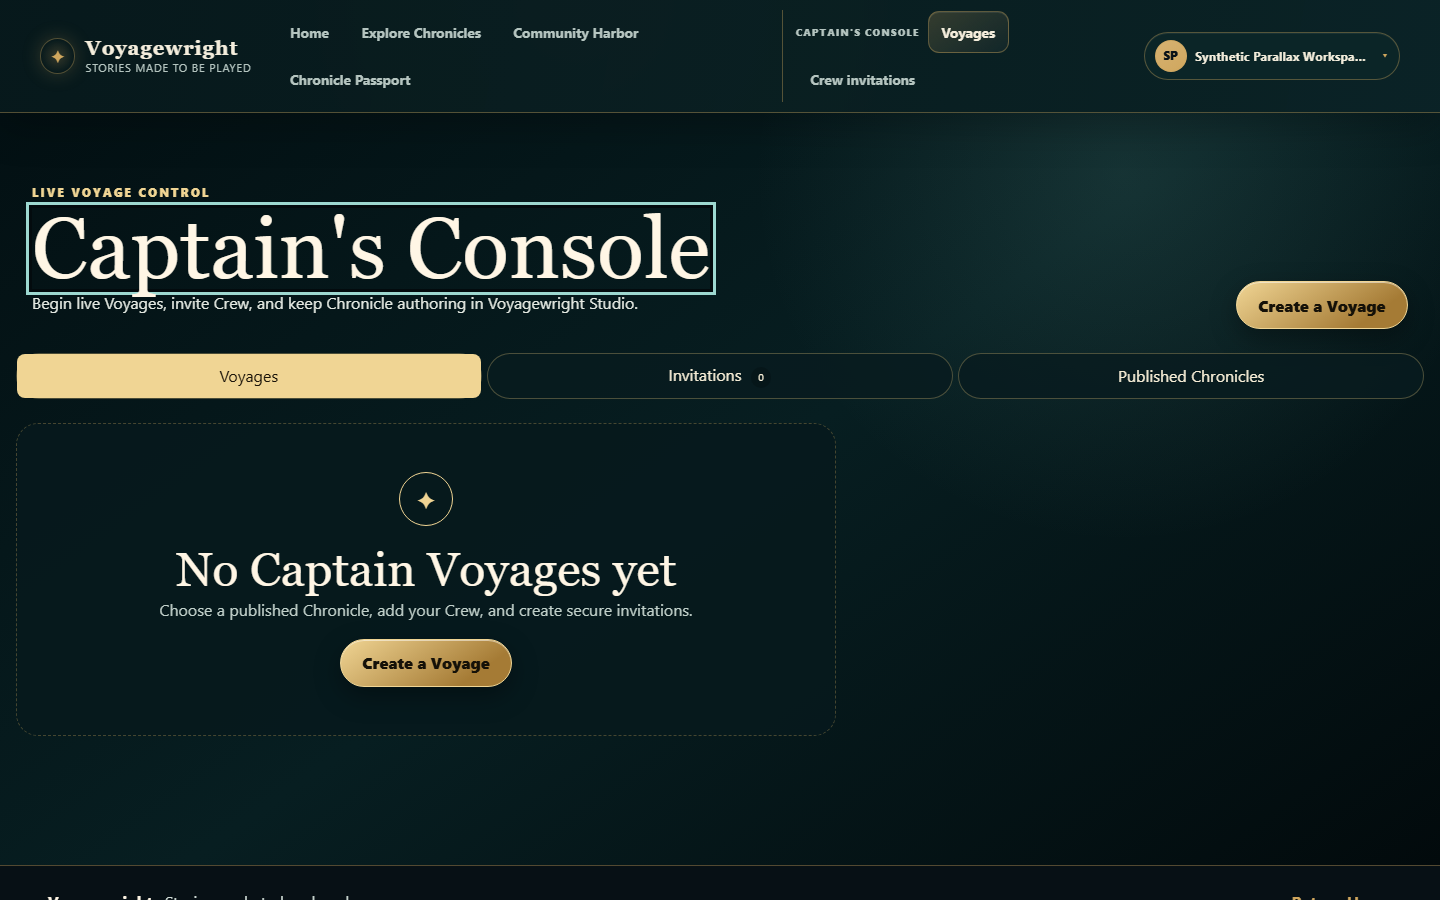 Voyagewright
STORIES MADE TO BE PLAYED
Home
Explore Chronicles
Community Harbor
Chronicle Passport
CAPTAIN'S CONSOLE
Voyages
Crew invitations
SP
Synthetic Parallax Workspa...
LIVE VOYAGE CONTROL
Captain's Console
Begin live Voyages, invite Crew, and keep Chronicle authoring in Voyagewright Studio.
Create a Voyage
Voyages
Invitations 0
Published Chronicles
No Captain Voyages yet
Choose a published Chronicle, add your Crew, and create secure invitations.
Create a Voyage